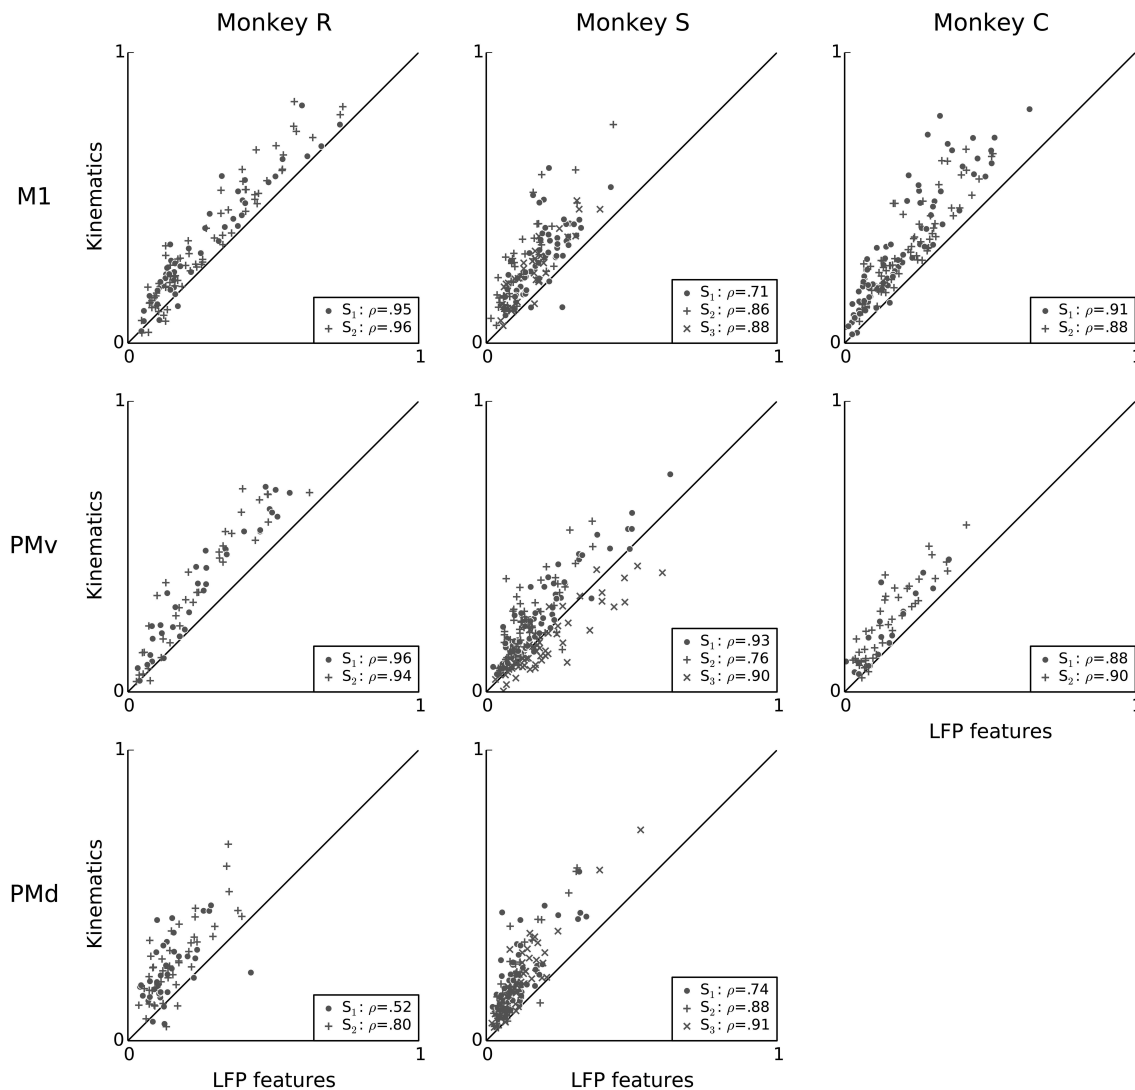 Monkey R Monkey S Monkey C
M1
Kinematics
1 1 1
S₁: ρ=.95
S₂: ρ=.96
S₁: ρ=.71
S₂: ρ=.86
S₃: ρ=.88
S₁: ρ=.91
S₂: ρ=.88
0 0 0
0 1 0 1 0 1
PMv
Kinematics
1 1 1
S₁: ρ=.96
S₂: ρ=.94
S₁: ρ=.93
S₂: ρ=.76
S₃: ρ=.90
S₁: ρ=.88
S₂: ρ=.90
0 0 0
0 1 0 1 0 1
LFP features
PMd
Kinematics
1 1
S₁: ρ=.52
S₂: ρ=.80
S₁: ρ=.74
S₂: ρ=.88
S₃: ρ=.91
0 0
0 1 0 1
LFP features LFP features